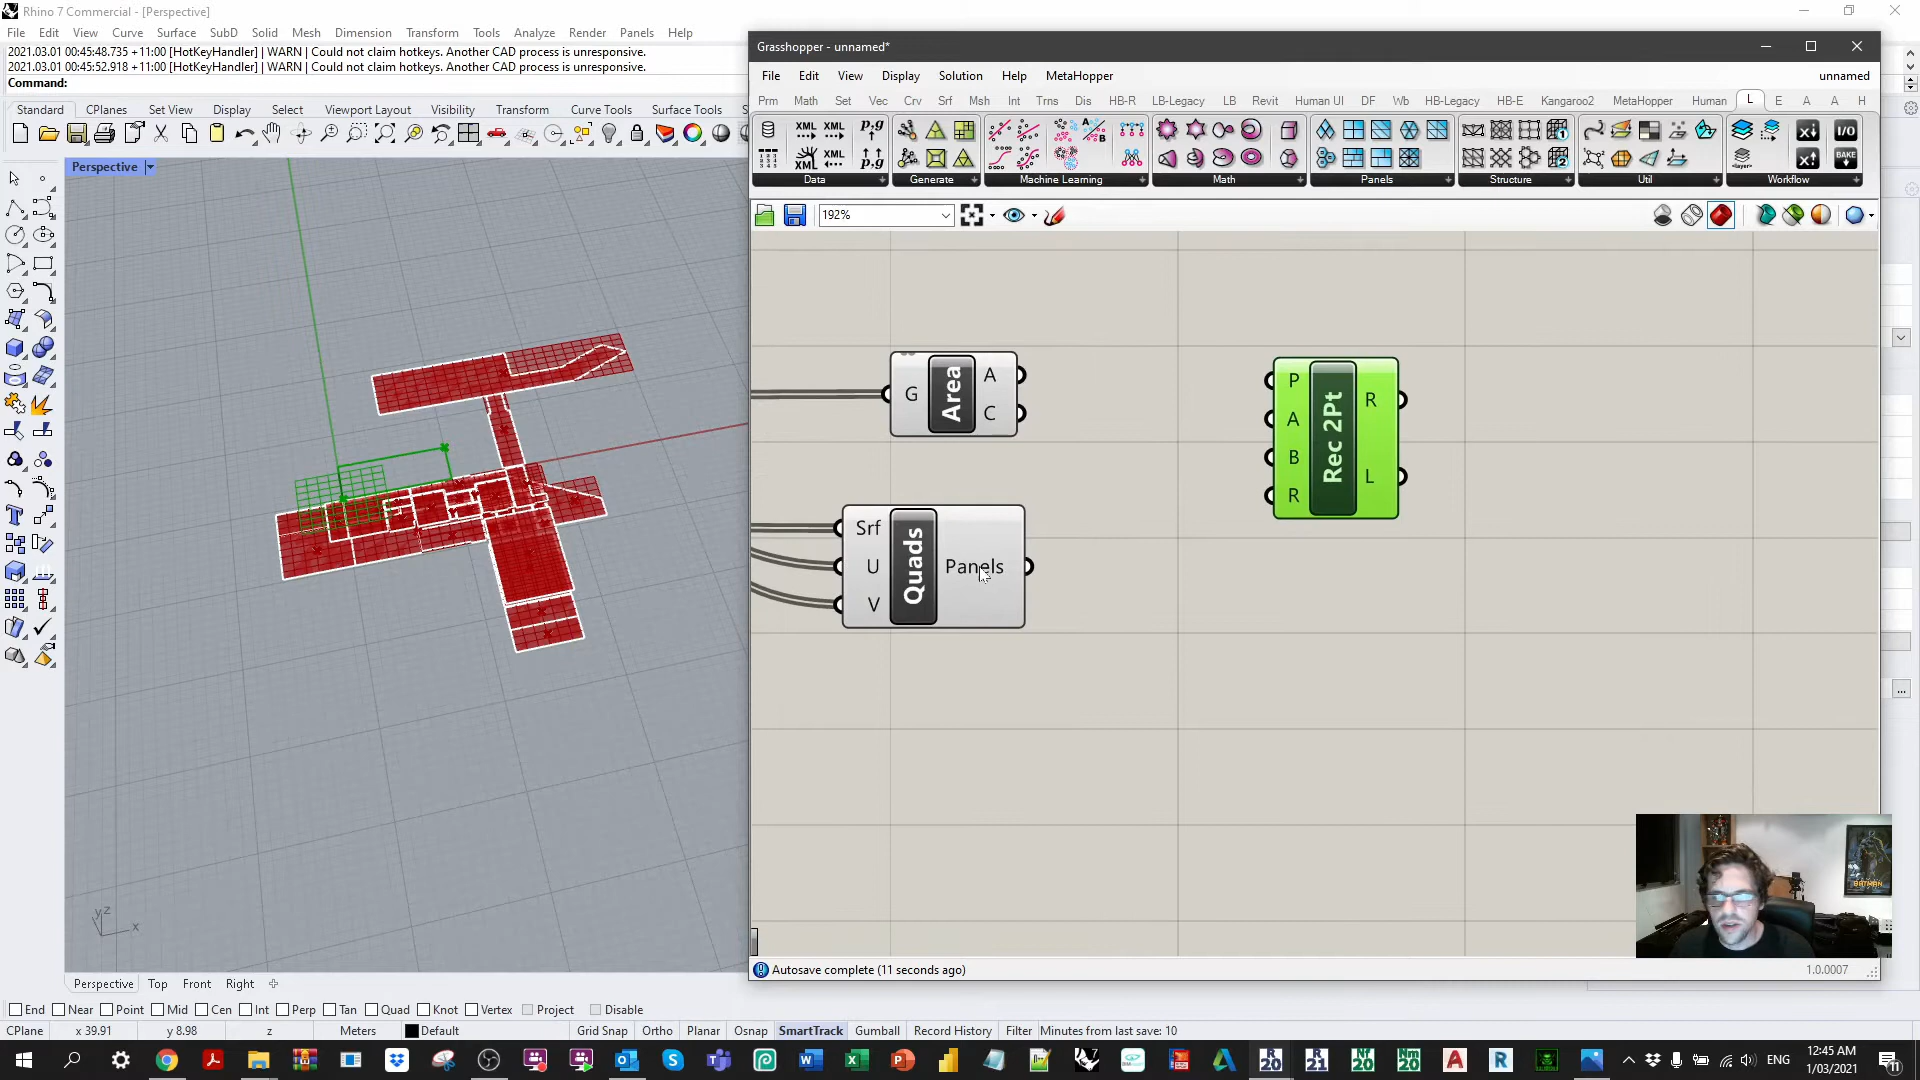 Rhino 7 Commercial - [Perspective]
File Edit View Curve Surface SubD Solid Mesh Dimension Transform Tools Analyze Render Panels Help
2021.03.01 00:45:48.735 +11:00 [HotKeyHandler] | WARN | Could not claim hotkeys. Another CAD process is unresponsive.
2021.03.01 00:45:52.918 +11:00 [HotKeyHandler] | WARN | Could not claim hotkeys. Another CAD process is unresponsive.
Command:
Standard CPlanes Set View Display Select Viewport Layout Visibility Transform Curve Tools Surface Tools S
Perspective
Grasshopper - unnamed*
File Edit View Display Solution Help MetaHopper unnamed
Prm Math Set Vec Crv Srf Msh Int Trns Dis HB-R LB-Legacy LB Revit Human UI DF Wb HB-Legacy HB-E Kangaroo2 MetaHopper Human L E A A H
XML XML p,g
XML XML p,g
I/O
BAKE
Data Generate Machine Learning Math Panels Structure Util Workflow
192%
G Area A C
P A B R Rec 2Pt R L
Srf U V Quads Panels
BATMAN
Autosave complete (11 seconds ago) 1.0.0007
y z x
Perspective Top Front Right
End Near Point Mid Cen Int Perp Tan Quad Knot Vertex Project Disable
CPlane x 39.91 y 8.98 z Meters Default Grid Snap Ortho Planar Osnap SmartTrack Gumball Record History Filter Minutes from last save: 10
ENG 12:45 AM
1/03/2021
11